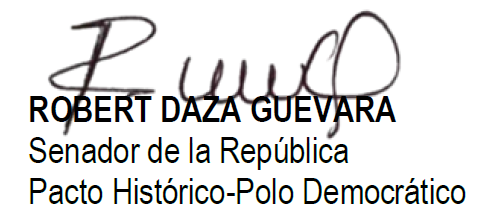 ROBERT DAZA GUEVARA
Senador de la República
Pacto Histórico-Polo Democrático